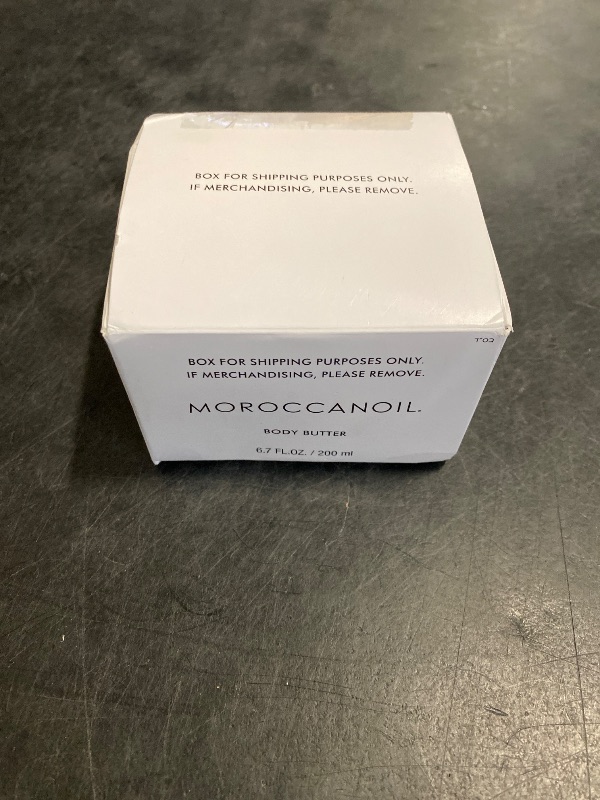 BOX FOR SHIPPING PURPOSES ONLY.
IF MERCHANDISING, PLEASE REMOVE.
T02
BOX FOR SHIPPING PURPOSES ONLY.
IF MERCHANDISING, PLEASE REMOVE.
MOROCCANOIL.
BODY BUTTER
6.7 FL.OZ. / 200 ml